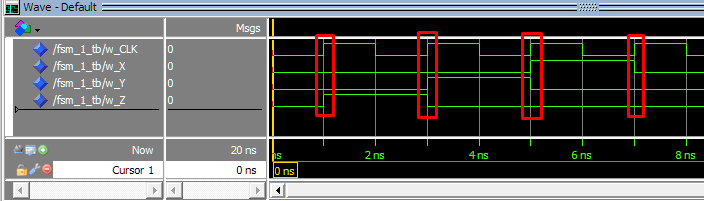 Wave - Default
Msgs
/fsm_1_tb/w_CLK 0
/fsm_1_tb/w_X 0
/fsm_1_tb/w_Y 0
/fsm_1_tb/w_Z 0
Now 20 ns ns 2 ns 4 ns 6 ns 8 ns
Cursor 1 0 ns 0 ns